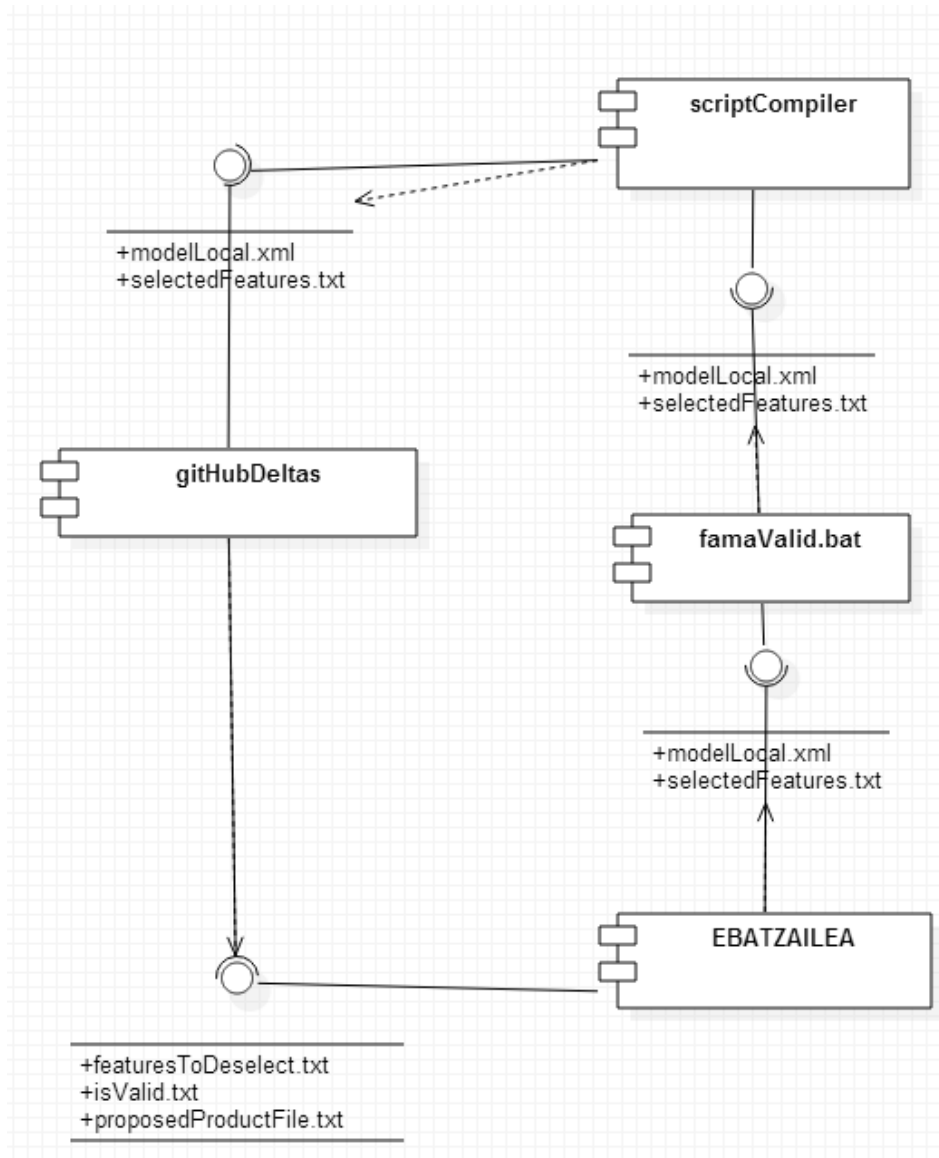 scriptCompiler
+modelLocal.xml
+selectedFeatures.txt
+modelLocal.xml
+selectedFeatures.txt
gitHubDeltas
famaValid.bat
+modelLocal.xml
+selectedFeatures.txt
EBATZAILEA
+featuresToDeselect.txt
+isValid.txt
+proposedProductFile.txt